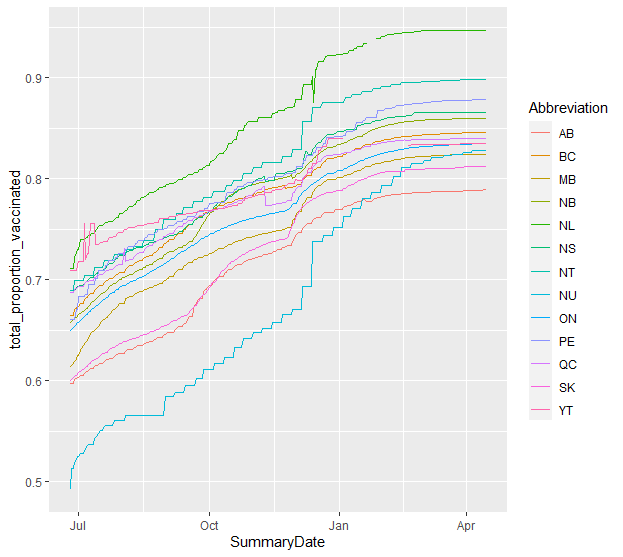 total_proportion_vaccinated
0.9
0.8
0.7
0.6
0.5
Jul
Oct
Jan
Apr
SummaryDate
Abbreviation
AB
BC
MB
NB
NL
NS
NT
NU
ON
PE
QC
SK
YT